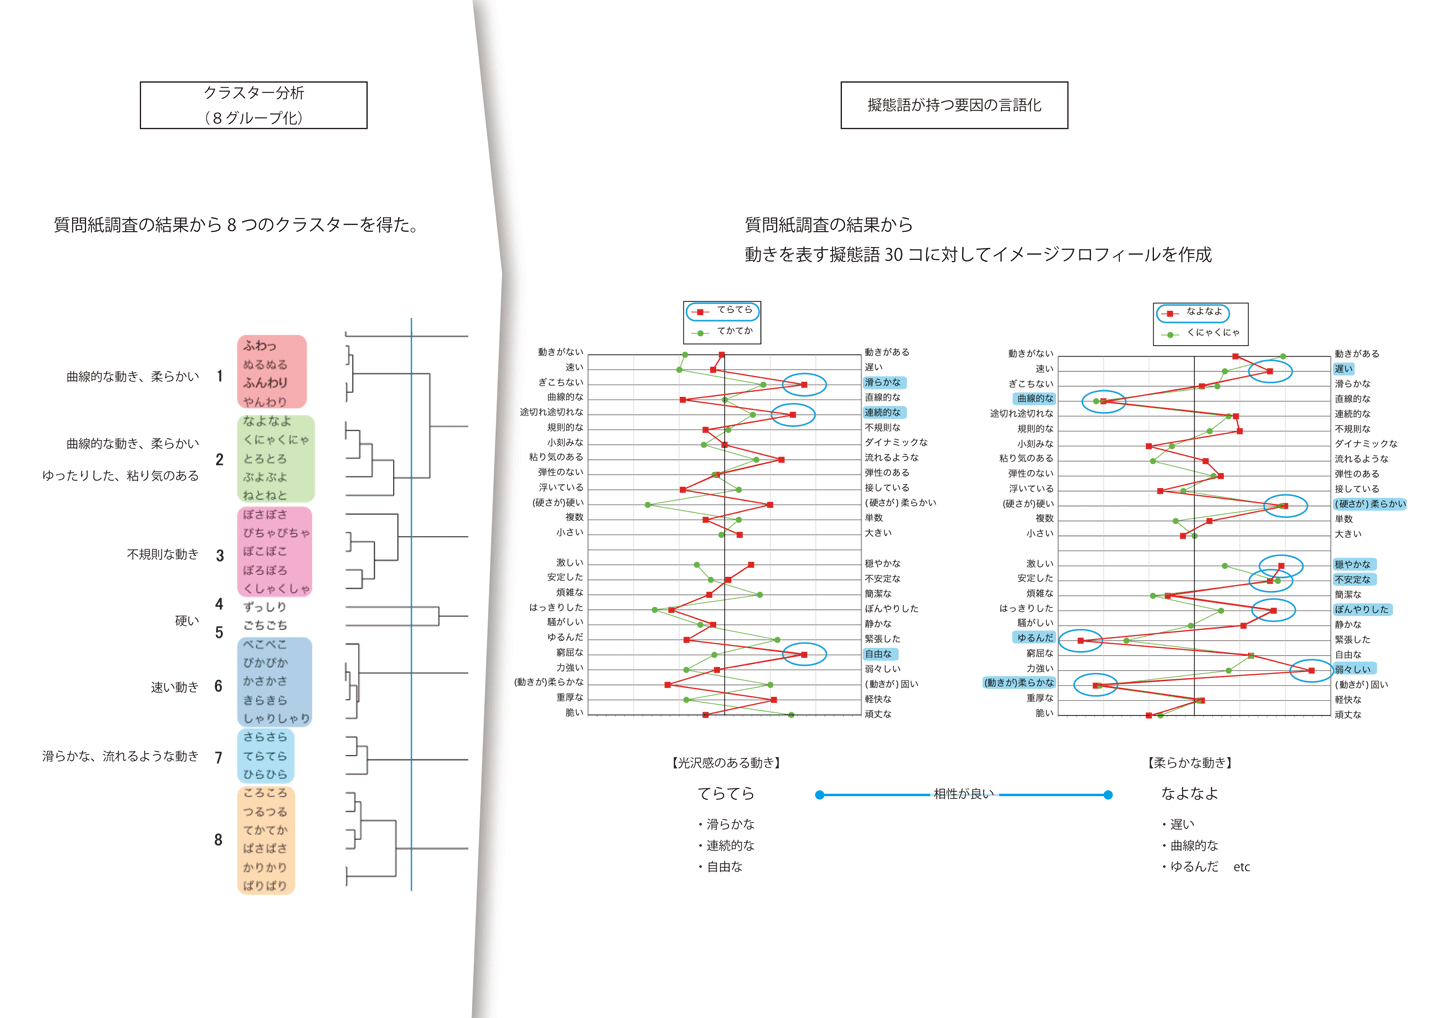 クラスター分析
（８グループ化）
質問紙調査の結果から 8 つのクラスターを得た。
曲線的な動き、柔らかい
1
ふわっ
ぬるぬる
ふんわり
やんわり
曲線的な動き、柔らかい
ゆったりした、粘り気のある
2
なよなよ
くにゃくにゃ
とろとろ
ぷよぷよ
ねとねと
不規則な動き
3
ぼさぼさ
びちゃびちゃ
ぼこぼこ
ぼろぼろ
くしゃくしゃ
硬い
4
ずっしり
5
ごちごち
速い動き
6
ぺこぺこ
ぴかぴか
かさかさ
きらきら
しゃりしゃり
滑らかな、流れるような動き
7
さらさら
てらてら
ひらひら
8
ころころ
つるつる
てかてか
ぱさぱさ
かりかり
ぱりぱり
擬態語が持つ要因の言語化
質問紙調査の結果から
動きを表す擬態語 30 コに対してイメージフロフィールを作成
てらてら
てかてか
動きがない 動きがある
速い 遅い
ぎこちない 滑らかな
曲線的な 直線的な
途切れ途切れな 連続的な
規則的な 不規則な
小刻みな ダイナミックな
粘り気のある 流れるような
弾性のない 弾性のある
浮いている 接している
(硬さが)硬い (硬さが) 柔らかい
複数 単数
小さい 大きい
激しい 穏やかな
安定した 不安定な
煩雑な 簡潔な
はっきりした ぼんやりした
騒がしい 静かな
ゆるんだ 緊張した
窮屈な 自由な
力強い 弱々しい
(動きが)柔らかな (動きが) 固い
重厚な 軽快な
脆い 頑丈な
なよなよ
くにゃくにゃ
動きがない 動きがある
速い 遅い
ぎこちない 滑らかな
曲線的な 直線的な
途切れ途切れな 連続的な
規則的な 不規則な
小刻みな ダイナミックな
粘り気のある 流れるような
弾性のない 弾性のある
浮いている 接している
(硬さが)硬い (硬さが) 柔らかい
複数 単数
小さい 大きい
激しい 穏やかな
安定した 不安定な
煩雑な 簡潔な
はっきりした ぼんやりした
騒がしい 静かな
ゆるんだ 緊張した
窮屈な 自由な
力強い 弱々しい
(動きが)柔らかな (動きが) 固い
重厚な 軽快な
脆い 頑丈な
【光沢感のある動き】
てらてら
・滑らかな
・連続的な
・自由な
相性が良い
【柔らかな動き】
なよなよ
・遅い
・曲線的な
・ゆるんだ　etc